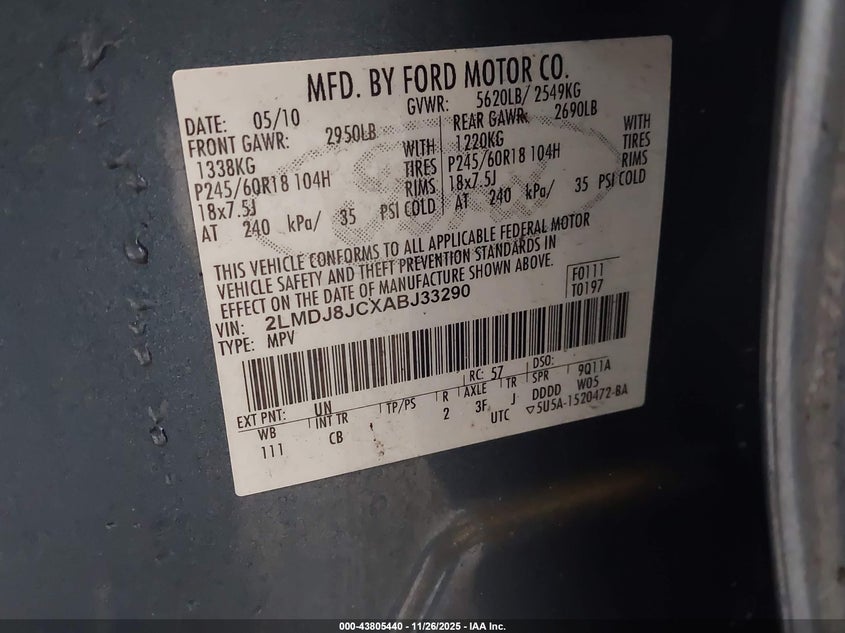 MFD. BY FORD MOTOR CO.
DATE: 05/10 GVWR: 5620LB/ 2549KG
FRONT GAWR: 2950LB REAR GAWR: 2690LB
1338KG WITH 1220KG WITH
P245/60R18 104H TIRES P245/60R18 104H TIRES
18x7.5J RIMS 18x7.5J RIMS
AT 240 kPa/ 35 PSI COLD AT 240 kPa/ 35 PSI COLD
THIS VEHICLE CONFORMS TO ALL APPLICABLE FEDERAL MOTOR
VEHICLE SAFETY AND THEFT PREVENTION STANDARDS IN
EFFECT ON THE DATE OF MANUFACTURE SHOWN ABOVE.
F0111
T0197
VIN: 2LMDJ8JCXABJ33290
TYPE: MPV
EXT PNT: UN RC: 57 DSO:
WB INT TR TP/PS R AXLE TR SPR 9Q11A
111 CB 2 3F J DDDD W05
UTC ▽5U5A-1520472-BA
000-43805440 - 11/26/2025 - IAA Inc.